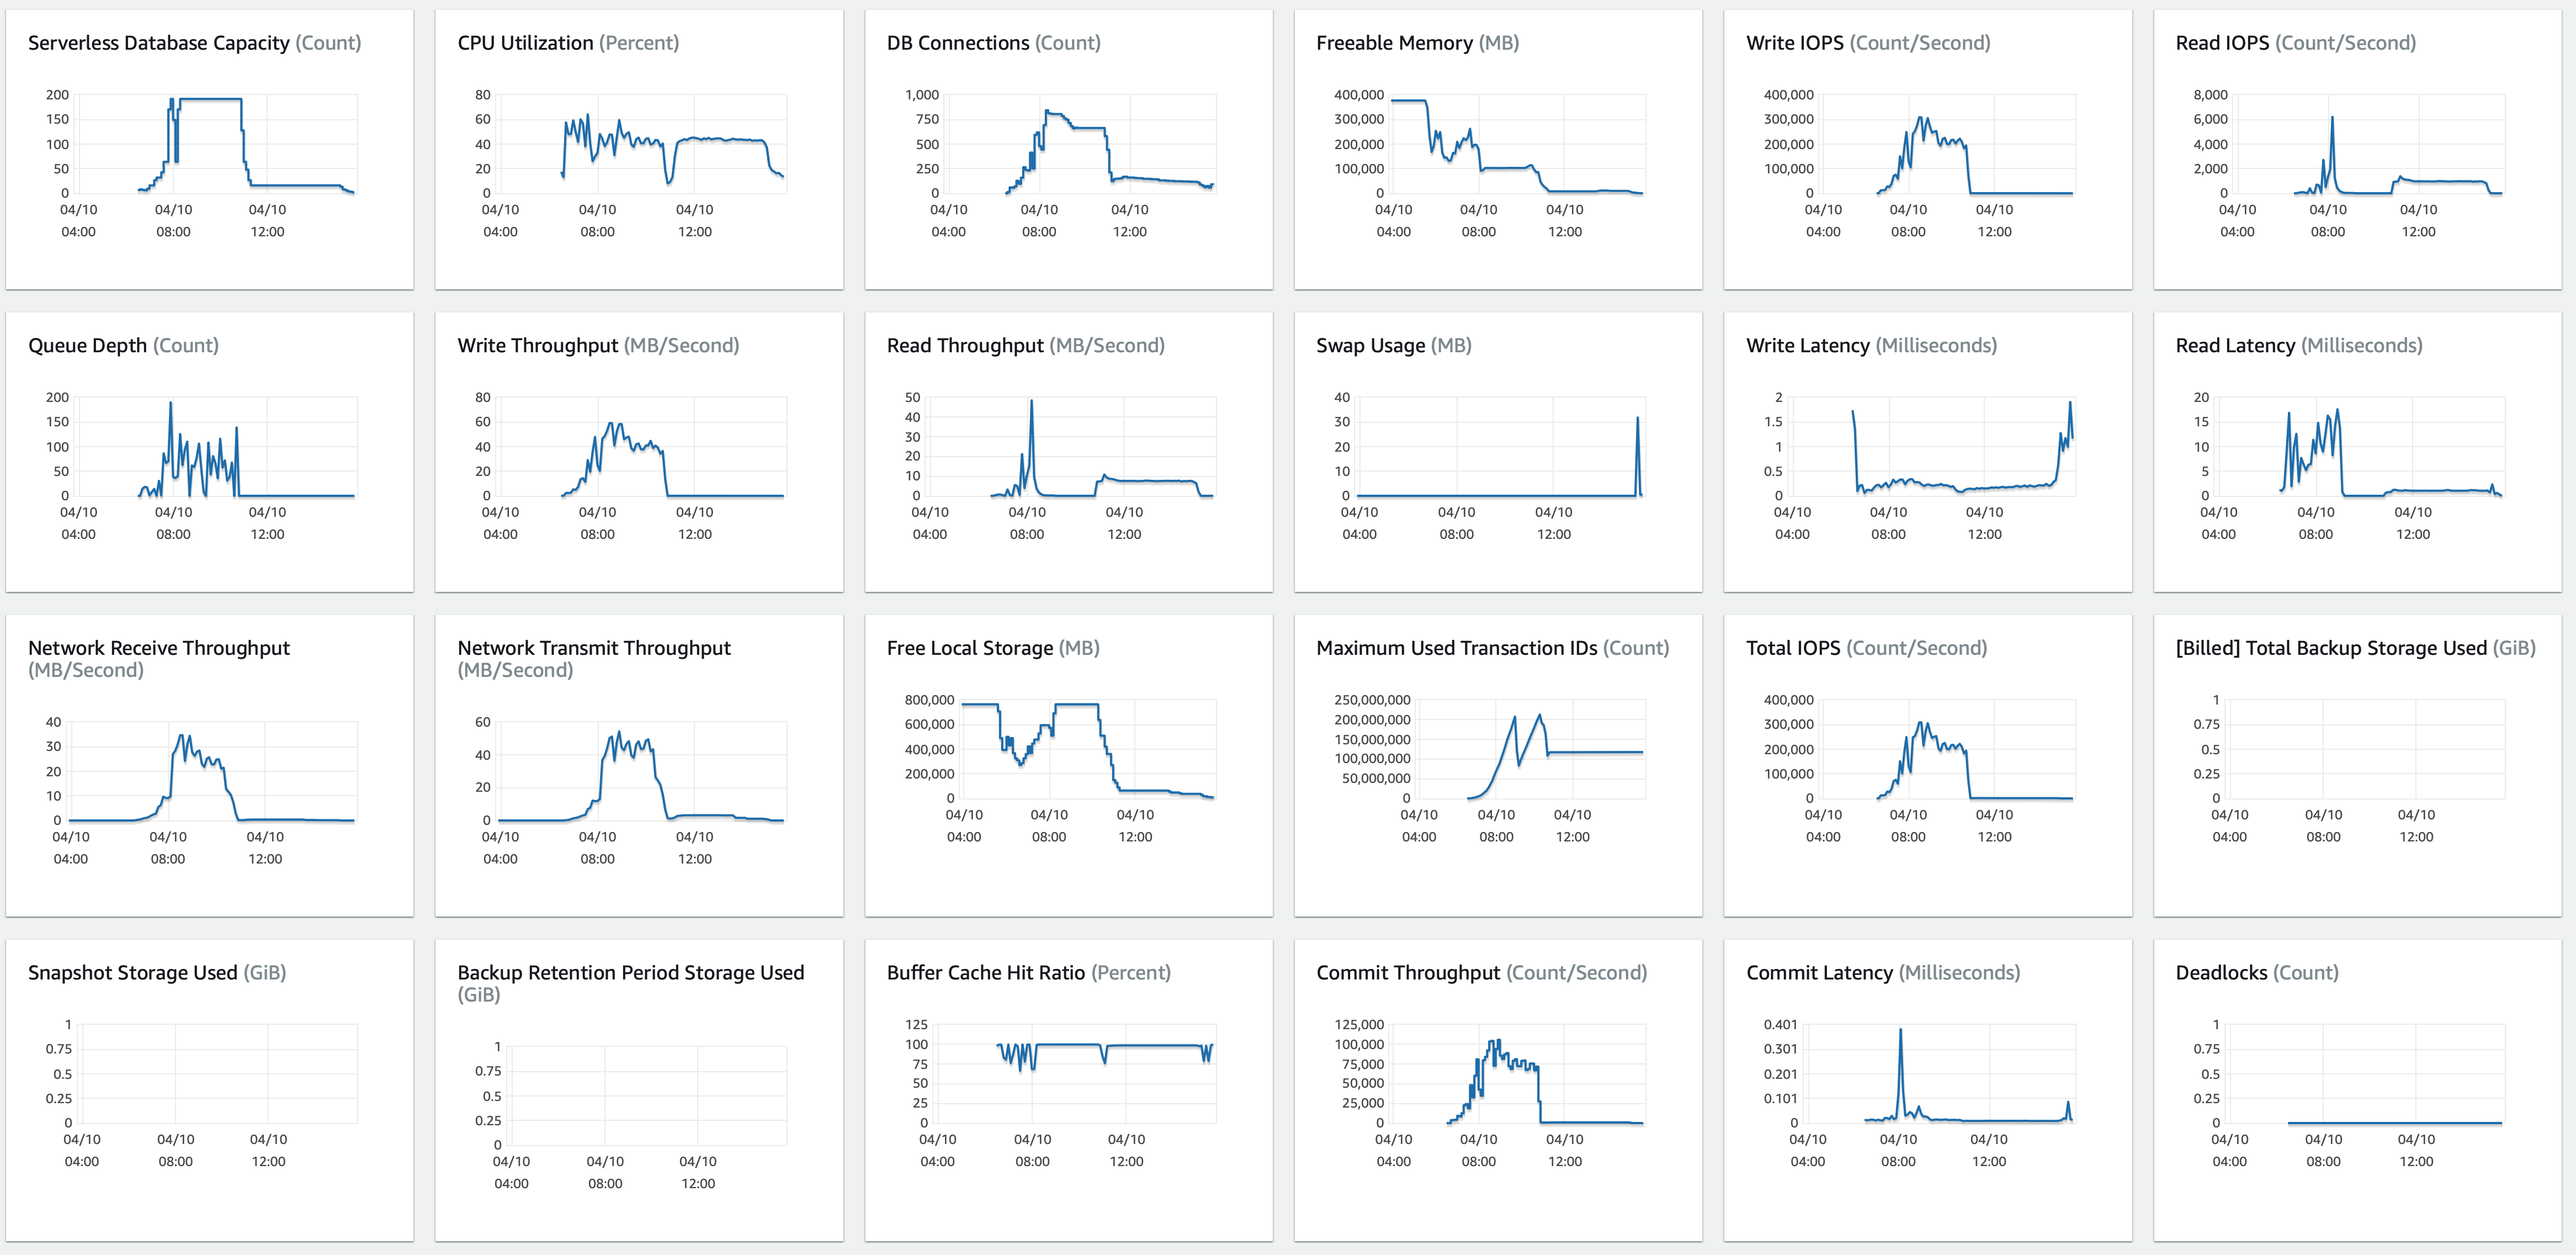 Serverless Database Capacity (Count)
200
150
100
50
0
04/10 04/10 04/10
04:00 08:00 12:00
CPU Utilization (Percent)
80
60
40
20
0
04/10 04/10 04/10
04:00 08:00 12:00
DB Connections (Count)
1,000
750
500
250
0
04/10 04/10 04/10
04:00 08:00 12:00
Freeable Memory (MB)
400,000
300,000
200,000
100,000
0
04/10 04/10 04/10
04:00 08:00 12:00
Write IOPS (Count/Second)
400,000
300,000
200,000
100,000
0
04/10 04/10 04/10
04:00 08:00 12:00
Read IOPS (Count/Second)
8,000
6,000
4,000
2,000
0
04/10 04/10 04/10
04:00 08:00 12:00
Queue Depth (Count)
200
150
100
50
0
04/10 04/10 04/10
04:00 08:00 12:00
Write Throughput (MB/Second)
80
60
40
20
0
04/10 04/10 04/10
04:00 08:00 12:00
Read Throughput (MB/Second)
50
40
30
20
10
0
04/10 04/10 04/10
04:00 08:00 12:00
Swap Usage (MB)
40
30
20
10
0
04/10 04/10 04/10
04:00 08:00 12:00
Write Latency (Milliseconds)
2
1.5
1
0.5
0
04/10 04/10 04/10
04:00 08:00 12:00
Read Latency (Milliseconds)
20
15
10
5
0
04/10 04/10 04/10
04:00 08:00 12:00
Network Receive Throughput
(MB/Second)
40
30
20
10
0
04/10 04/10 04/10
04:00 08:00 12:00
Network Transmit Throughput
(MB/Second)
60
40
20
0
04/10 04/10 04/10
04:00 08:00 12:00
Free Local Storage (MB)
800,000
600,000
400,000
200,000
0
04/10 04/10 04/10
04:00 08:00 12:00
Maximum Used Transaction IDs (Count)
250,000,000
200,000,000
150,000,000
100,000,000
50,000,000
0
04/10 04/10 04/10
04:00 08:00 12:00
Total IOPS (Count/Second)
400,000
300,000
200,000
100,000
0
04/10 04/10 04/10
04:00 08:00 12:00
[Billed] Total Backup Storage Used (GiB)
1
0.75
0.5
0.25
0
04/10 04/10 04/10
04:00 08:00 12:00
Snapshot Storage Used (GiB)
1
0.75
0.5
0.25
0
04/10 04/10 04/10
04:00 08:00 12:00
Backup Retention Period Storage Used
(GiB)
1
0.75
0.5
0.25
0
04/10 04/10 04/10
04:00 08:00 12:00
Buffer Cache Hit Ratio (Percent)
125
100
75
50
25
0
04/10 04/10 04/10
04:00 08:00 12:00
Commit Throughput (Count/Second)
125,000
100,000
75,000
50,000
25,000
0
04/10 04/10 04/10
04:00 08:00 12:00
Commit Latency (Milliseconds)
0.401
0.301
0.201
0.101
0
04/10 04/10 04/10
04:00 08:00 12:00
Deadlocks (Count)
1
0.75
0.5
0.25
0
04/10 04/10 04/10
04:00 08:00 12:00